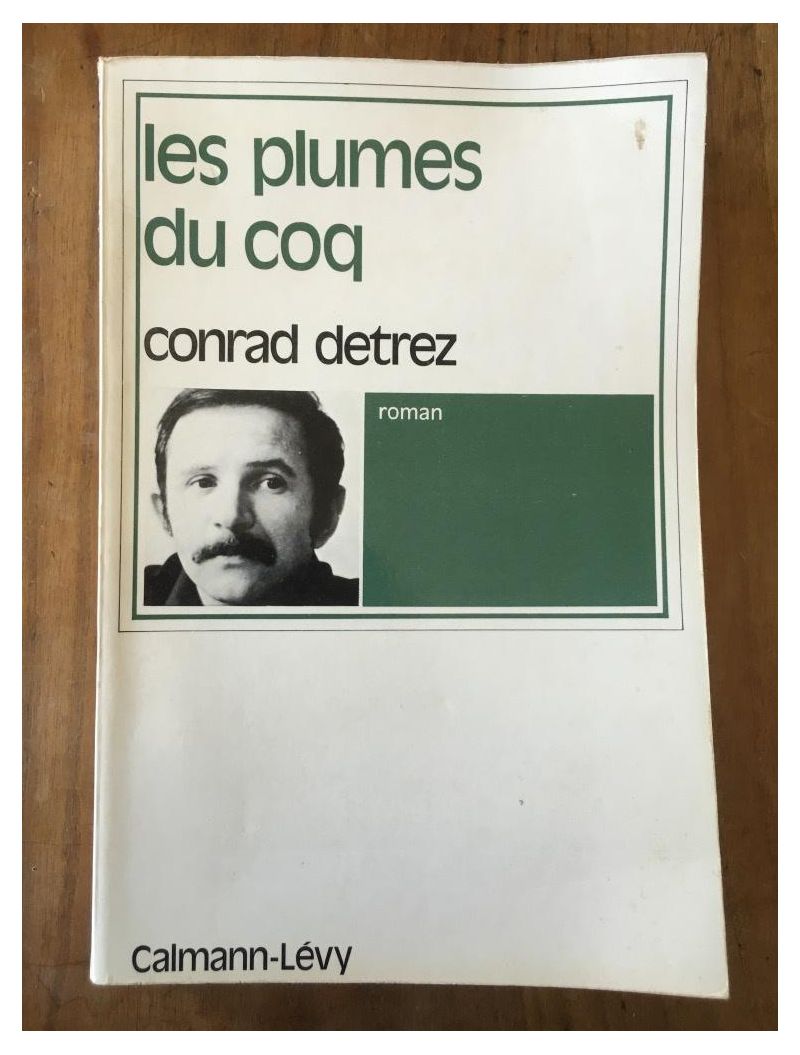 les plumes
du coq
conrad detrez
roman
Calmann-Lévy